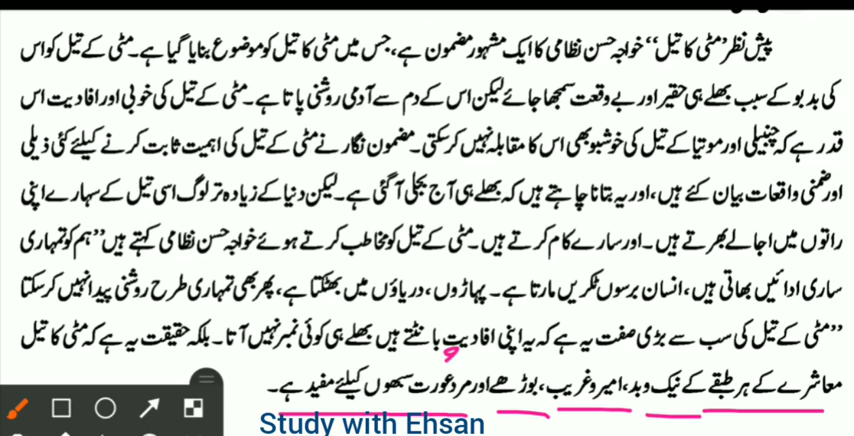 پیش نظر ’’مٹی کا تیل‘‘ خواجہ حسن نظامی کا ایک مشہور مضمون ہے، جس میں مٹی کا تیل کو موضوع بنایا گیا ہے۔ مٹی کے تیل کو اس
کی بدبو کے سبب بھلے ہی حقیر اور بے وقعت سمجھا جائے لیکن اس کے دم سے آدمی روشنی پاتا ہے۔ مٹی کے تیل کی خوبی اور افادیت اس
قدر ہے کہ چنبیلی اور موتیا کے تیل کی خوشبو بھی اس کا مقابلہ نہیں کرسکتی۔ مضمون نگار نے مٹی کے تیل کی اہمیت ثابت کرنے کیلئے کئی ذیلی
اور ضمنی واقعات بیان کئے ہیں، اور یہ بتانا چاہتے ہیں کہ بھلے ہی آج بجلی آگئی ہے۔ لیکن دنیا کے زیادہ تر لوگ اسی تیل کے سہارے اپنی
راتوں میں اجالے بھرتے ہیں۔ اور سارے کام کرتے ہیں۔ مٹی کے تیل کو مخاطب کرتے ہوئے خواجہ حسن نظامی کہتے ہیں ’’ہم کو تمہاری
ساری ادائیں بھاتی ہیں، انسان برسوں ٹکریں مارتا ہے۔ پہاڑوں، دریاؤں میں بھٹکتا ہے، پھر بھی تمہاری طرح روشنی پیدا نہیں کرسکتا
’’مٹی کے تیل کی سب سے بڑی صفت یہ ہے کہ یہ اپنی افادیت بانٹتے ہیں بھلے ہی کوئی نمبر نہیں آتا۔ بلکہ حقیقت یہ ہے کہ مٹی کا تیل
معاشرے کے ہر طبقے کے نیک و بد، امیر و غریب، بوڑھے اور مرد عورت سبھوں کیلئے مفید ہے۔
Study with Ehsan